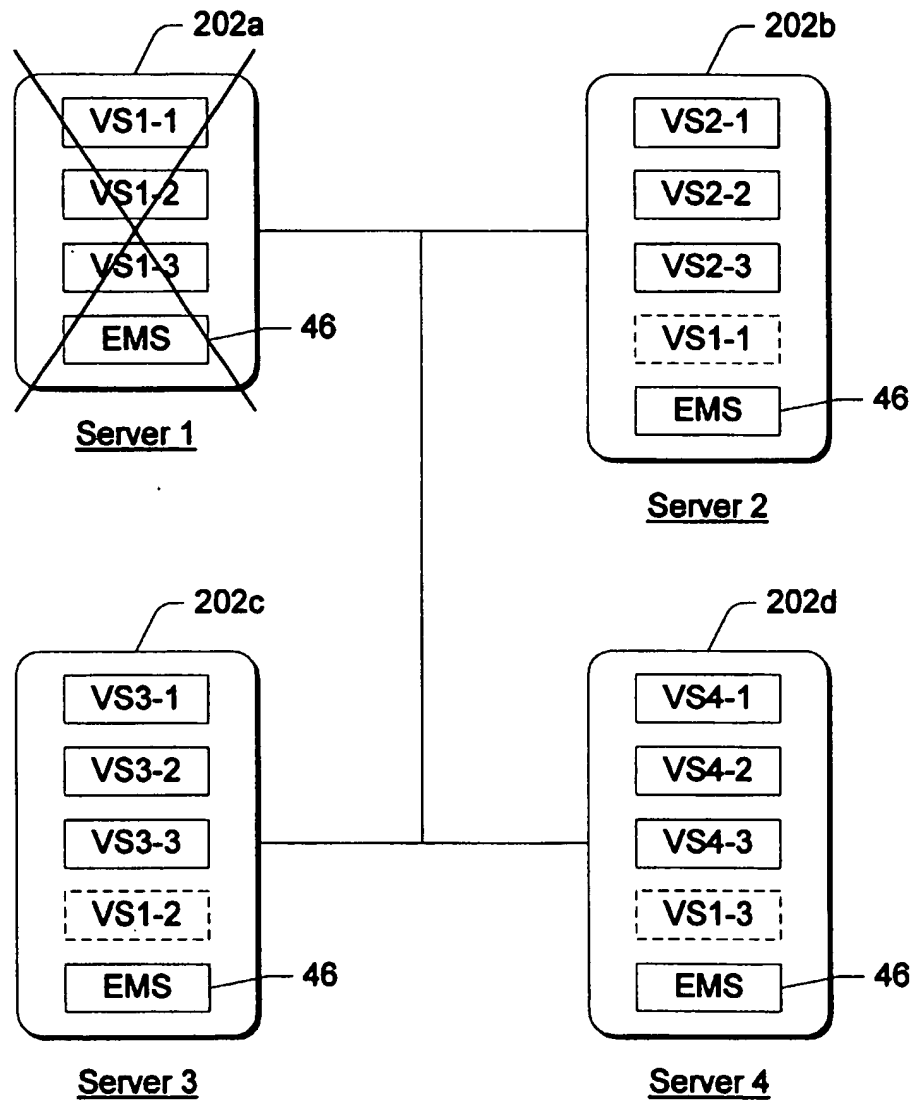 202a
VS1-1
VS1-2
VS1-3
EMS
46
Server 1
202b
VS2-1
VS2-2
VS2-3
VS1-1
EMS
46
Server 2
202c
VS3-1
VS3-2
VS3-3
VS1-2
EMS
46
Server 3
202d
VS4-1
VS4-2
VS4-3
VS1-3
EMS
46
Server 4